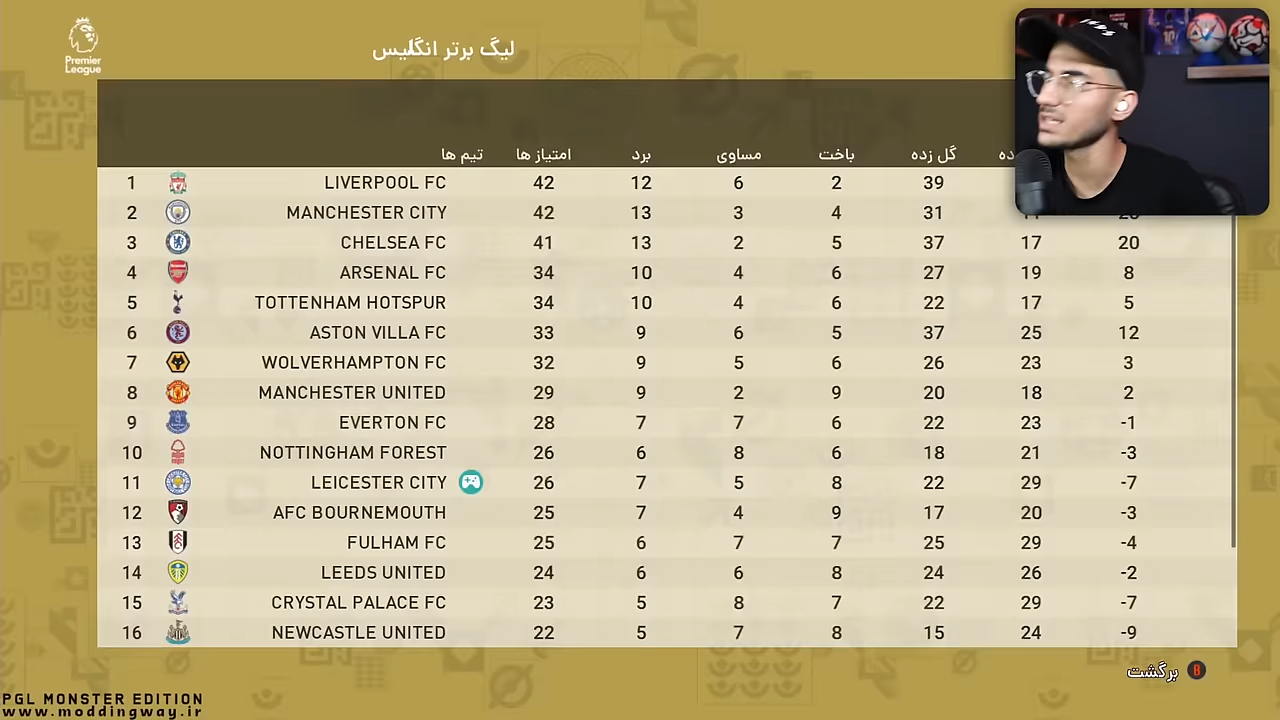 Premier League
لیگ برتر انگلیس
تیم ها امتیاز ها برد مساوی باخت گل زده
1 LIVERPOOL FC 42 12 6 2 39
2 MANCHESTER CITY 42 13 3 4 31
3 CHELSEA FC 41 13 2 5 37 17 20
4 ARSENAL FC 34 10 4 6 27 19 8
5 TOTTENHAM HOTSPUR 34 10 4 6 22 17 5
6 ASTON VILLA FC 33 9 6 5 37 25 12
7 WOLVERHAMPTON FC 32 9 5 6 26 23 3
8 MANCHESTER UNITED 29 9 2 9 20 18 2
9 EVERTON FC 28 7 7 6 22 23 -1
10 NOTTINGHAM FOREST 26 6 8 6 18 21 -3
11 LEICESTER CITY 26 7 5 8 22 29 -7
12 AFC BOURNEMOUTH 25 7 4 9 17 20 -3
13 FULHAM FC 25 6 7 7 25 29 -4
14 LEEDS UNITED 24 6 6 8 24 26 -2
15 CRYSTAL PALACE FC 23 5 8 7 22 29 -7
16 NEWCASTLE UNITED 22 5 7 8 15 24 -9
برگشت B
PGL MONSTER EDITION
www.moddingway.ir